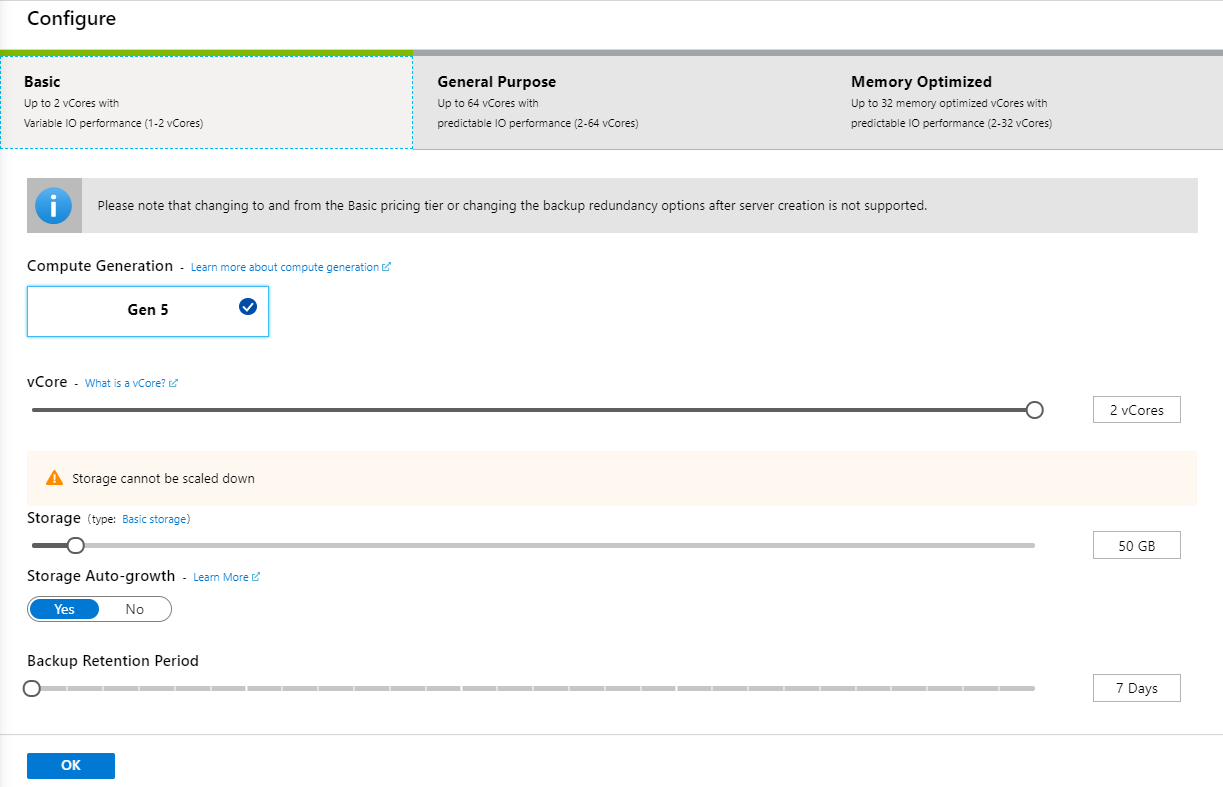 Configure
Basic
Up to 2 vCores with
Variable IO performance (1-2 vCores)
General Purpose
Up to 64 vCores with
predictable IO performance (2-64 vCores)
Memory Optimized
Up to 32 memory optimized vCores with
predictable IO performance (2-32 vCores)
Please note that changing to and from the Basic pricing tier or changing the backup redundancy options after server creation is not supported.
Compute Generation - Learn more about compute generation
Gen 5
vCore - What is a vCore?
2 vCores
Storage cannot be scaled down
Storage (type: Basic storage)
50 GB
Storage Auto-growth - Learn More
Yes No
Backup Retention Period
7 Days
OK